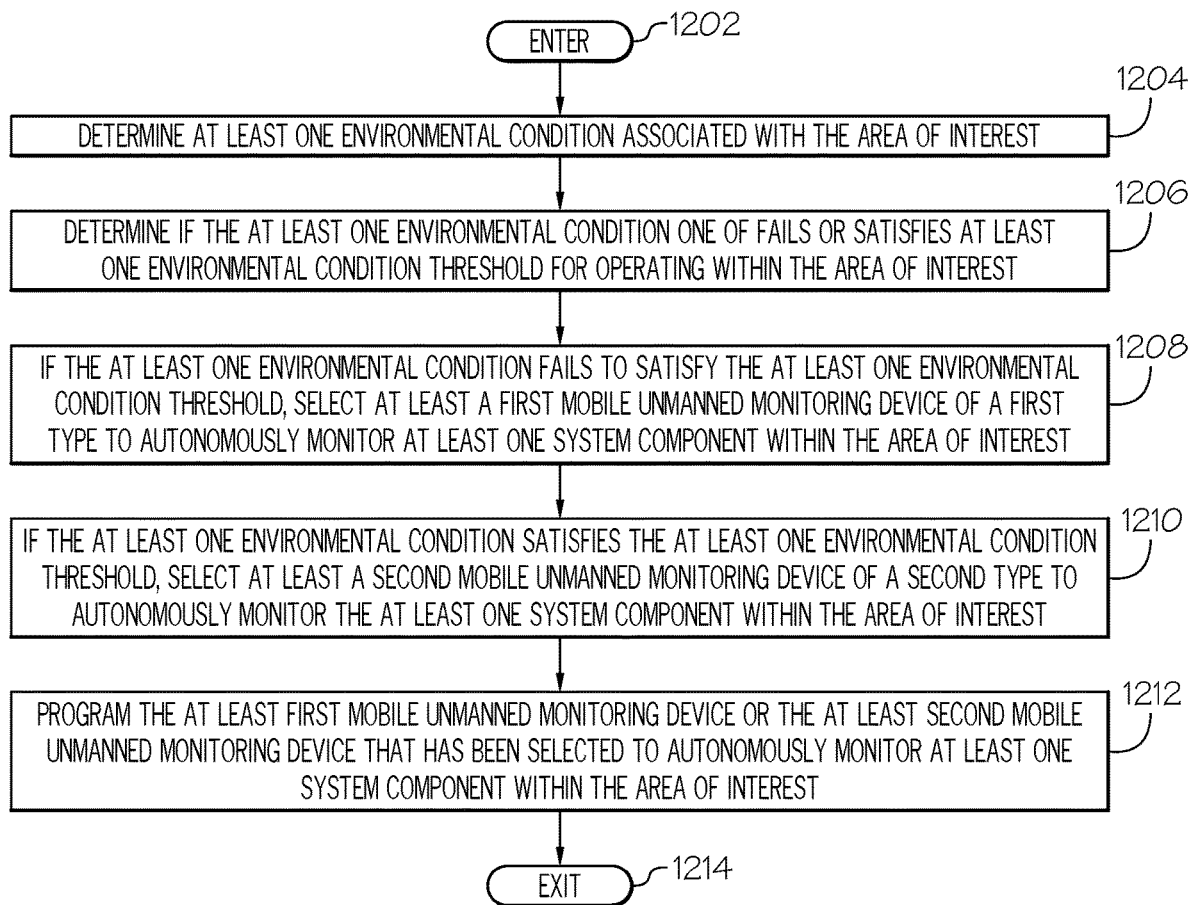 ENTER
1202
1204
DETERMINE AT LEAST ONE ENVIRONMENTAL CONDITION ASSOCIATED WITH THE AREA OF INTEREST
1206
DETERMINE IF THE AT LEAST ONE ENVIRONMENTAL CONDITION ONE OF FAILS OR SATISFIES AT LEAST
ONE ENVIRONMENTAL CONDITION THRESHOLD FOR OPERATING WITHIN THE AREA OF INTEREST
1208
IF THE AT LEAST ONE ENVIRONMENTAL CONDITION FAILS TO SATISFY THE AT LEAST ONE ENVIRONMENTAL
CONDITION THRESHOLD, SELECT AT LEAST A FIRST MOBILE UNMANNED MONITORING DEVICE OF A FIRST
TYPE TO AUTONOMOUSLY MONITOR AT LEAST ONE SYSTEM COMPONENT WITHIN THE AREA OF INTEREST
1210
IF THE AT LEAST ONE ENVIRONMENTAL CONDITION SATISFIES THE AT LEAST ONE ENVIRONMENTAL CONDITION
THRESHOLD, SELECT AT LEAST A SECOND MOBILE UNMANNED MONITORING DEVICE OF A SECOND TYPE TO
AUTONOMOUSLY MONITOR THE AT LEAST ONE SYSTEM COMPONENT WITHIN THE AREA OF INTEREST
1212
PROGRAM THE AT LEAST FIRST MOBILE UNMANNED MONITORING DEVICE OR THE AT LEAST SECOND MOBILE
UNMANNED MONITORING DEVICE THAT HAS BEEN SELECTED TO AUTONOMOUSLY MONITOR AT LEAST ONE
SYSTEM COMPONENT WITHIN THE AREA OF INTEREST
EXIT
1214